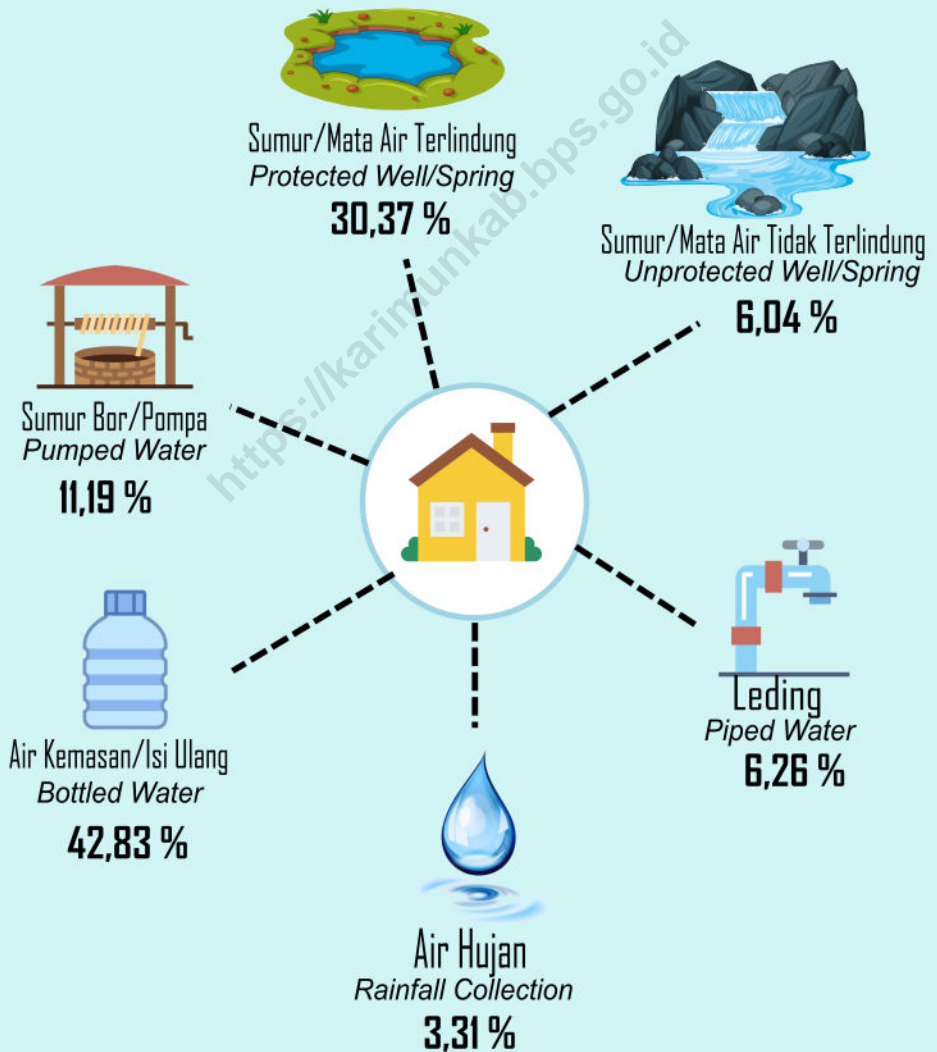 Sumur/Mata Air Terlindung
Protected Well/Spring
30,37 %
Sumur/Mata Air Tidak Terlindung
Unprotected Well/Spring
6,04 %
Sumur Bor/Pompa
Pumped Water
11,19 %
Leding
Piped Water
6,26 %
Air Kemasan/Isi Ulang
Bottled Water
42,83 %
Air Hujan
Rainfall Collection
3,31 %
https://karimunkab.bps.go.id